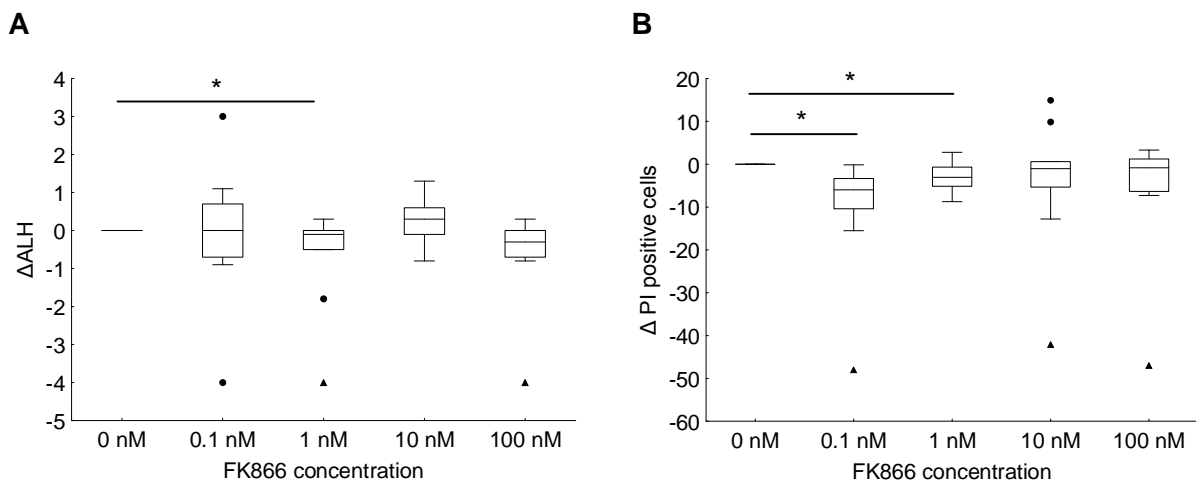 A
B
ΔALH
4
3
2
1
0
-1
-2
-3
-4
-5
*
0 nM 0.1 nM 1 nM 10 nM 100 nM
FK866 concentration
Δ PI positive cells
20
10
0
-10
-20
-30
-40
-50
-60
*
*
0 nM 0.1 nM 1 nM 10 nM 100 nM
FK866 concentration